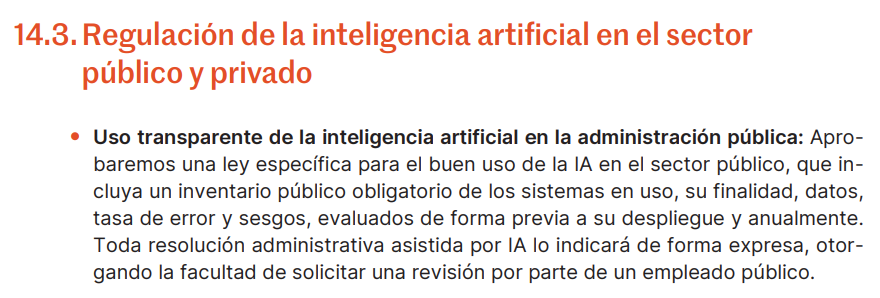 14.3. Regulación de la inteligencia artificial en el sector
público y privado
• Uso transparente de la inteligencia artificial en la administración pública: Apro-
baremos una ley específica para el buen uso de la IA en el sector público, que in-
cluya un inventario público obligatorio de los sistemas en uso, su finalidad, datos,
tasa de error y sesgos, evaluados de forma previa a su despliegue y anualmente.
Toda resolución administrativa asistida por IA lo indicará de forma expresa, otor-
gando la facultad de solicitar una revisión por parte de un empleado público.